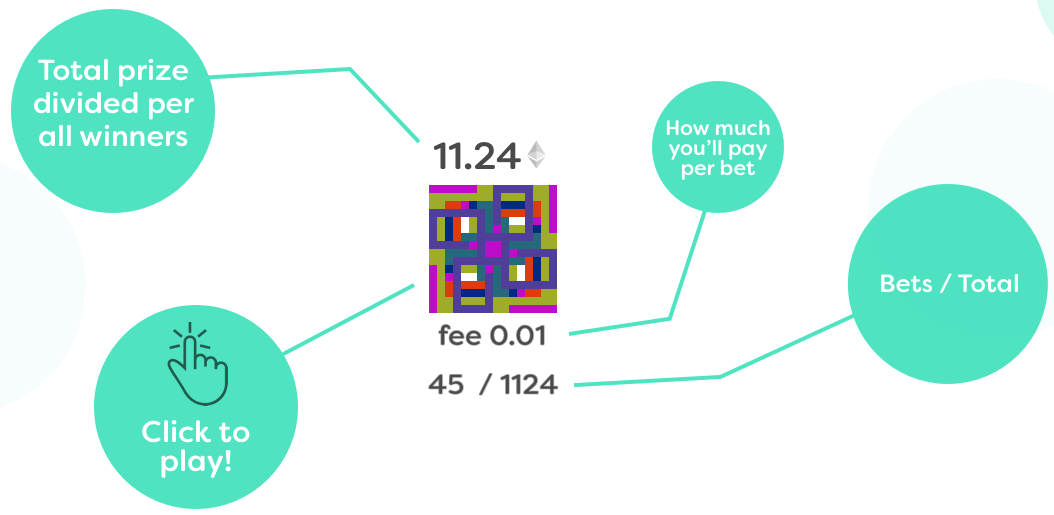 Total prize
divided per
all winners
11.24
How much
you'll pay
per bet
Bets / Total
fee 0.01
45 / 1124
Click to
play!